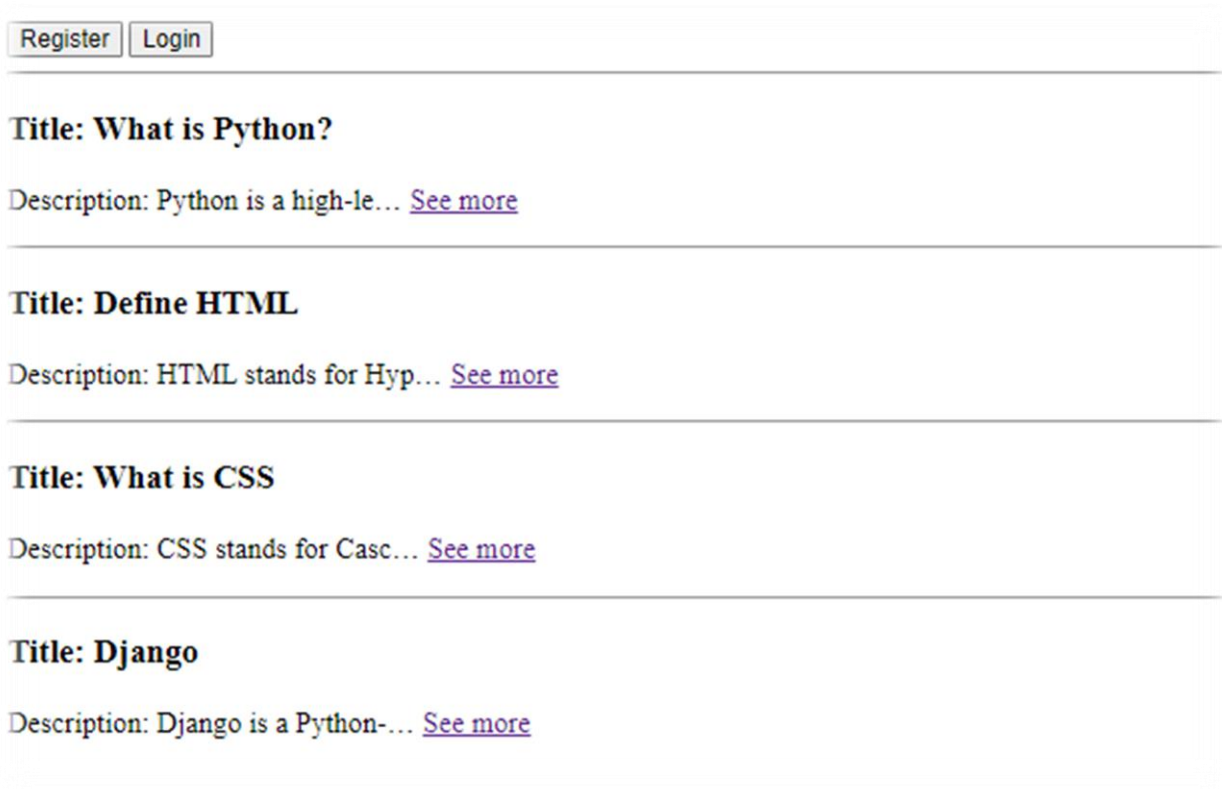 Register Login
Title: What is Python?
Description: Python is a high-le… See more
Title: Define HTML
Description: HTML stands for Hyp… See more
Title: What is CSS
Description: CSS stands for Casc… See more
Title: Django
Description: Django is a Python-… See more